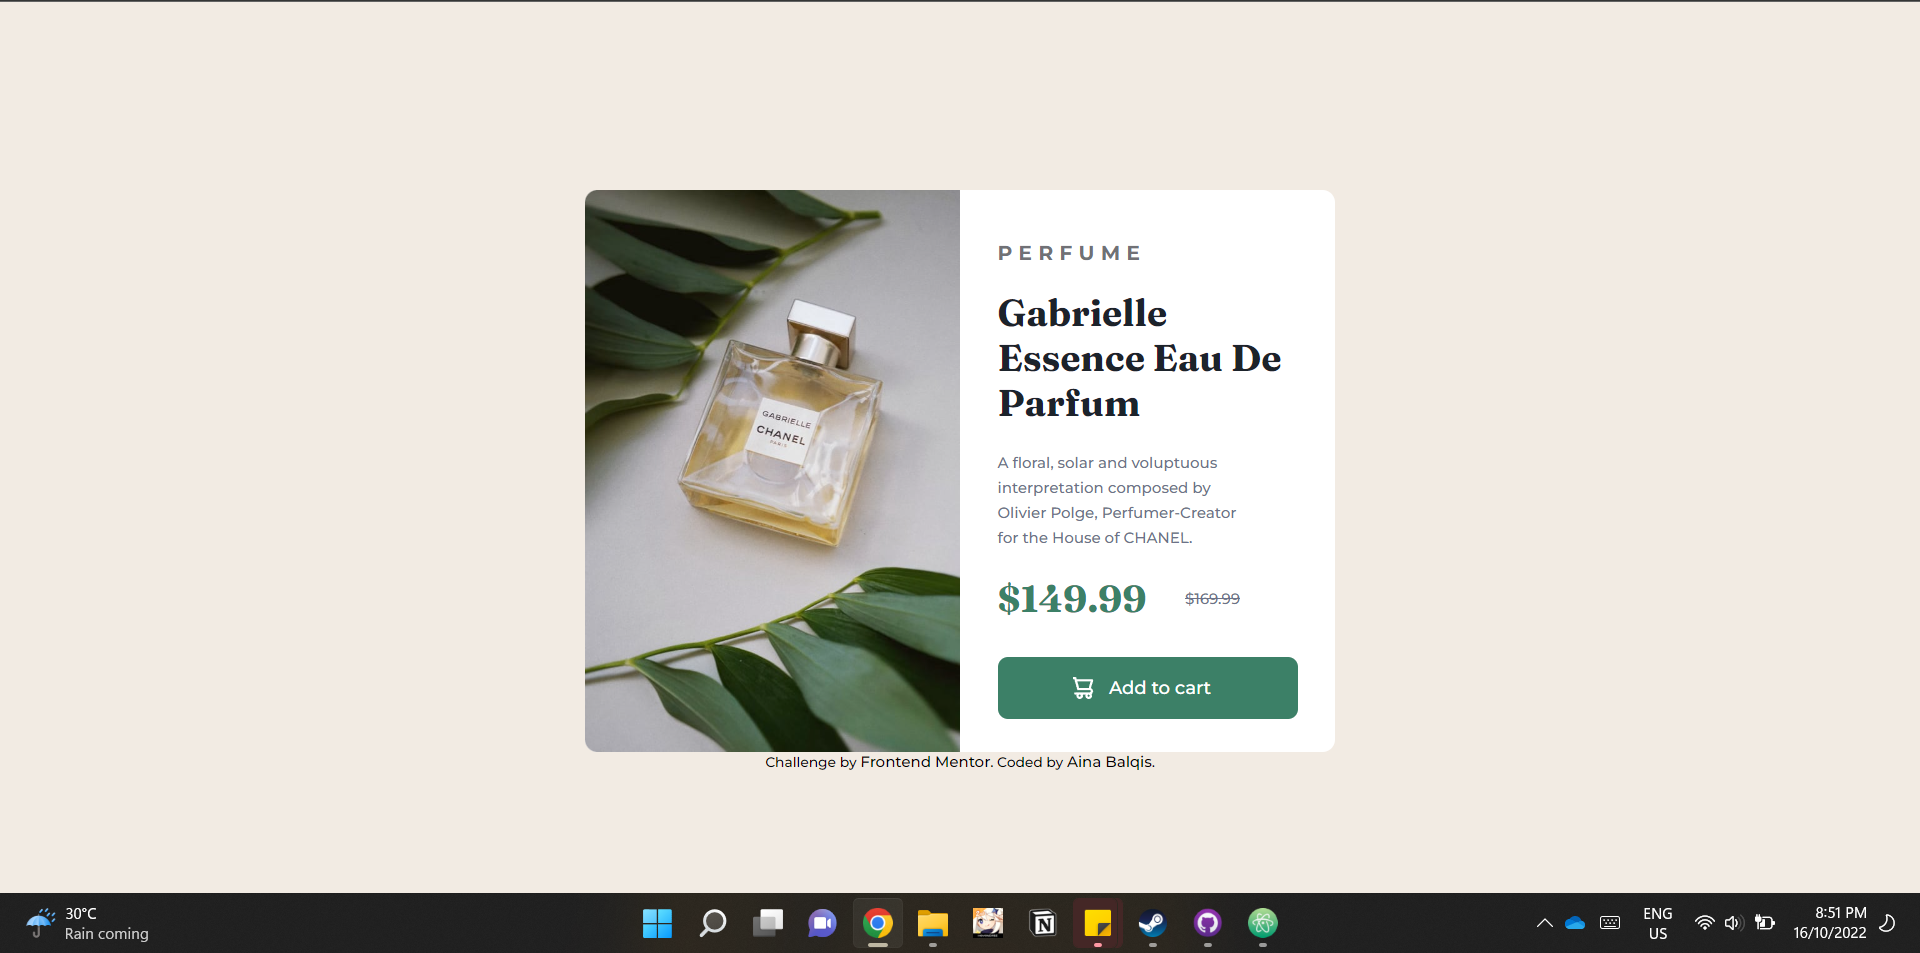 GABRIELLE
CHANEL
PARIS
PERFUME
Gabrielle
Essence Eau De
Parfum
A floral, solar and voluptuous
interpretation composed by
Olivier Polge, Perfumer-Creator
for the House of CHANEL.
$149.99 $169.99
Add to cart
Challenge by Frontend Mentor. Coded by Aina Balqis.
30°C
Rain coming
ENG
US
8:51 PM
16/10/2022